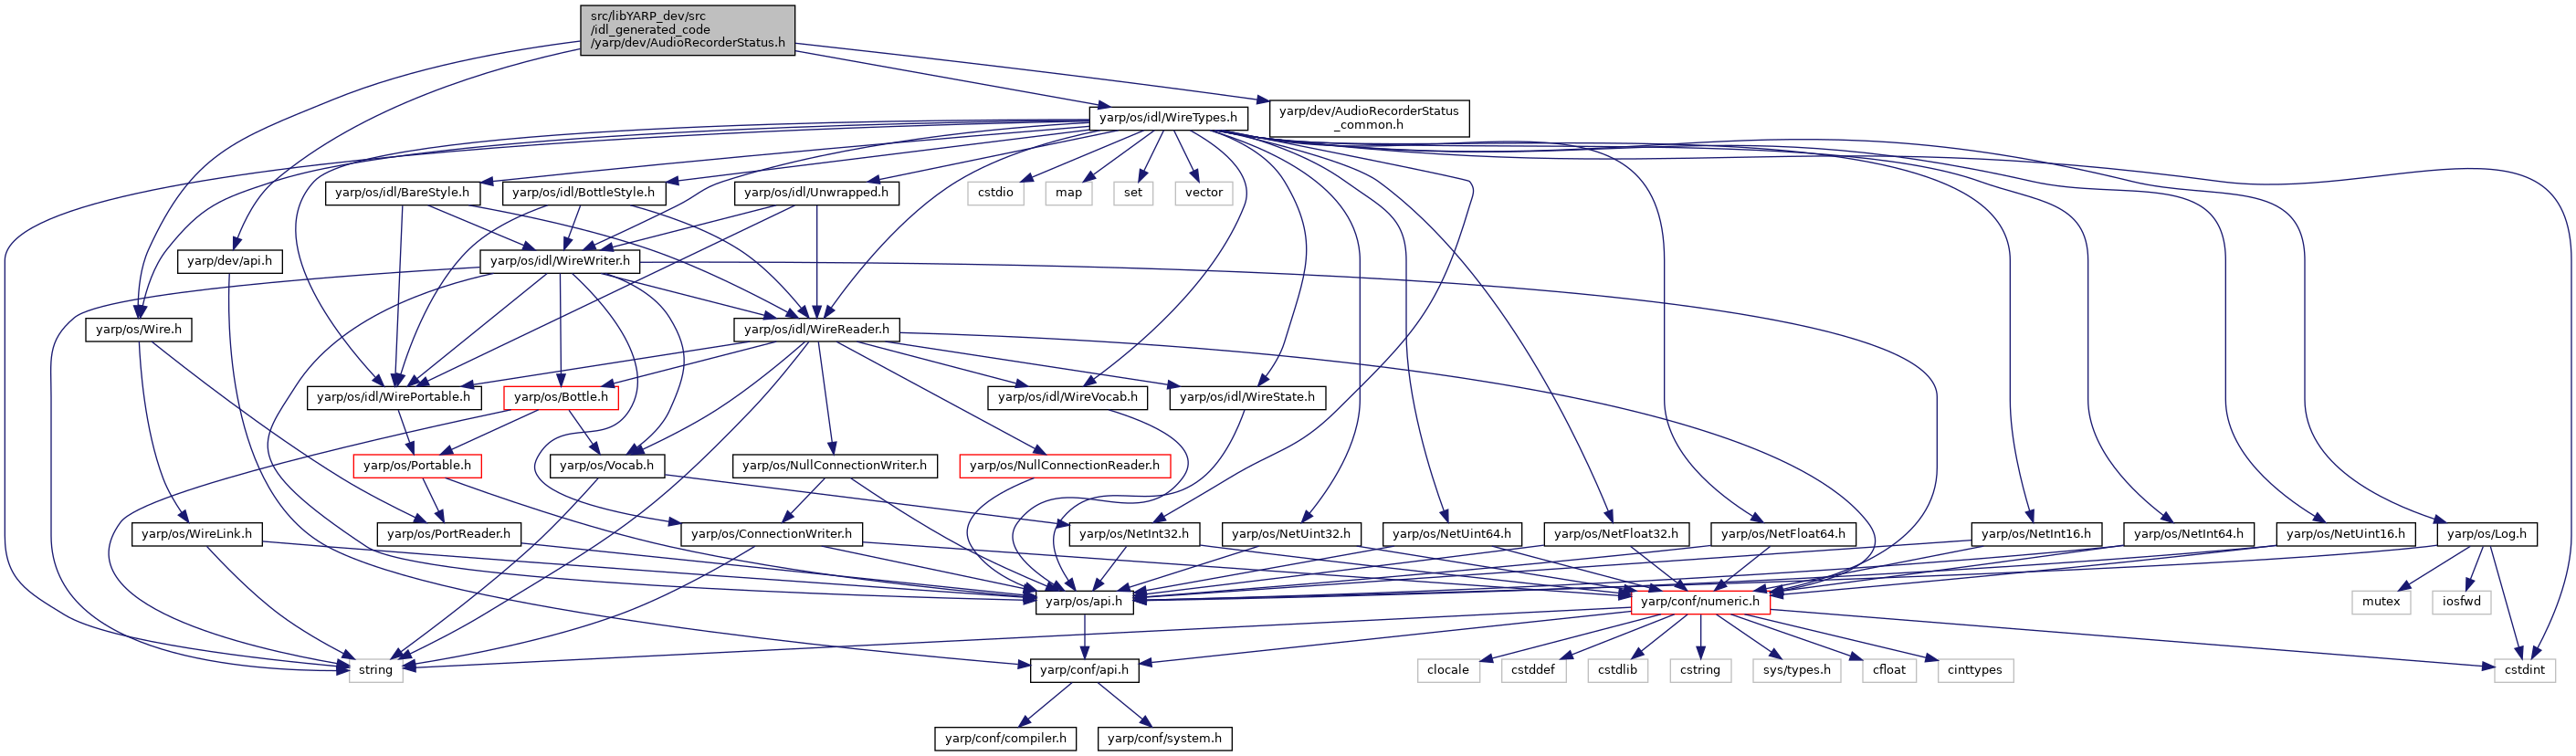 src/libYARP_dev/src
/idl_generated_code
/yarp/dev/AudioRecorderStatus.h
yarp/os/idl/WireTypes.h
yarp/dev/AudioRecorderStatus
_common.h
yarp/os/idl/BareStyle.h
yarp/os/idl/BottleStyle.h
yarp/os/idl/Unwrapped.h
cstdio
map
set
vector
yarp/dev/api.h
yarp/os/idl/WireWriter.h
yarp/os/Wire.h
yarp/os/idl/WireReader.h
yarp/os/idl/WirePortable.h
yarp/os/Bottle.h
yarp/os/idl/WireVocab.h
yarp/os/idl/WireState.h
yarp/os/Portable.h
yarp/os/Vocab.h
yarp/os/NullConnectionWriter.h
yarp/os/NullConnectionReader.h
yarp/os/WireLink.h
yarp/os/PortReader.h
yarp/os/ConnectionWriter.h
yarp/os/NetInt32.h
yarp/os/NetUint32.h
yarp/os/NetUint64.h
yarp/os/NetFloat32.h
yarp/os/NetFloat64.h
yarp/os/NetInt16.h
yarp/os/NetInt64.h
yarp/os/NetUint16.h
yarp/os/Log.h
yarp/os/api.h
yarp/conf/numeric.h
mutex
iosfwd
string
yarp/conf/api.h
clocale
cstddef
cstdlib
cstring
sys/types.h
cfloat
cinttypes
cstdint
yarp/conf/compiler.h
yarp/conf/system.h